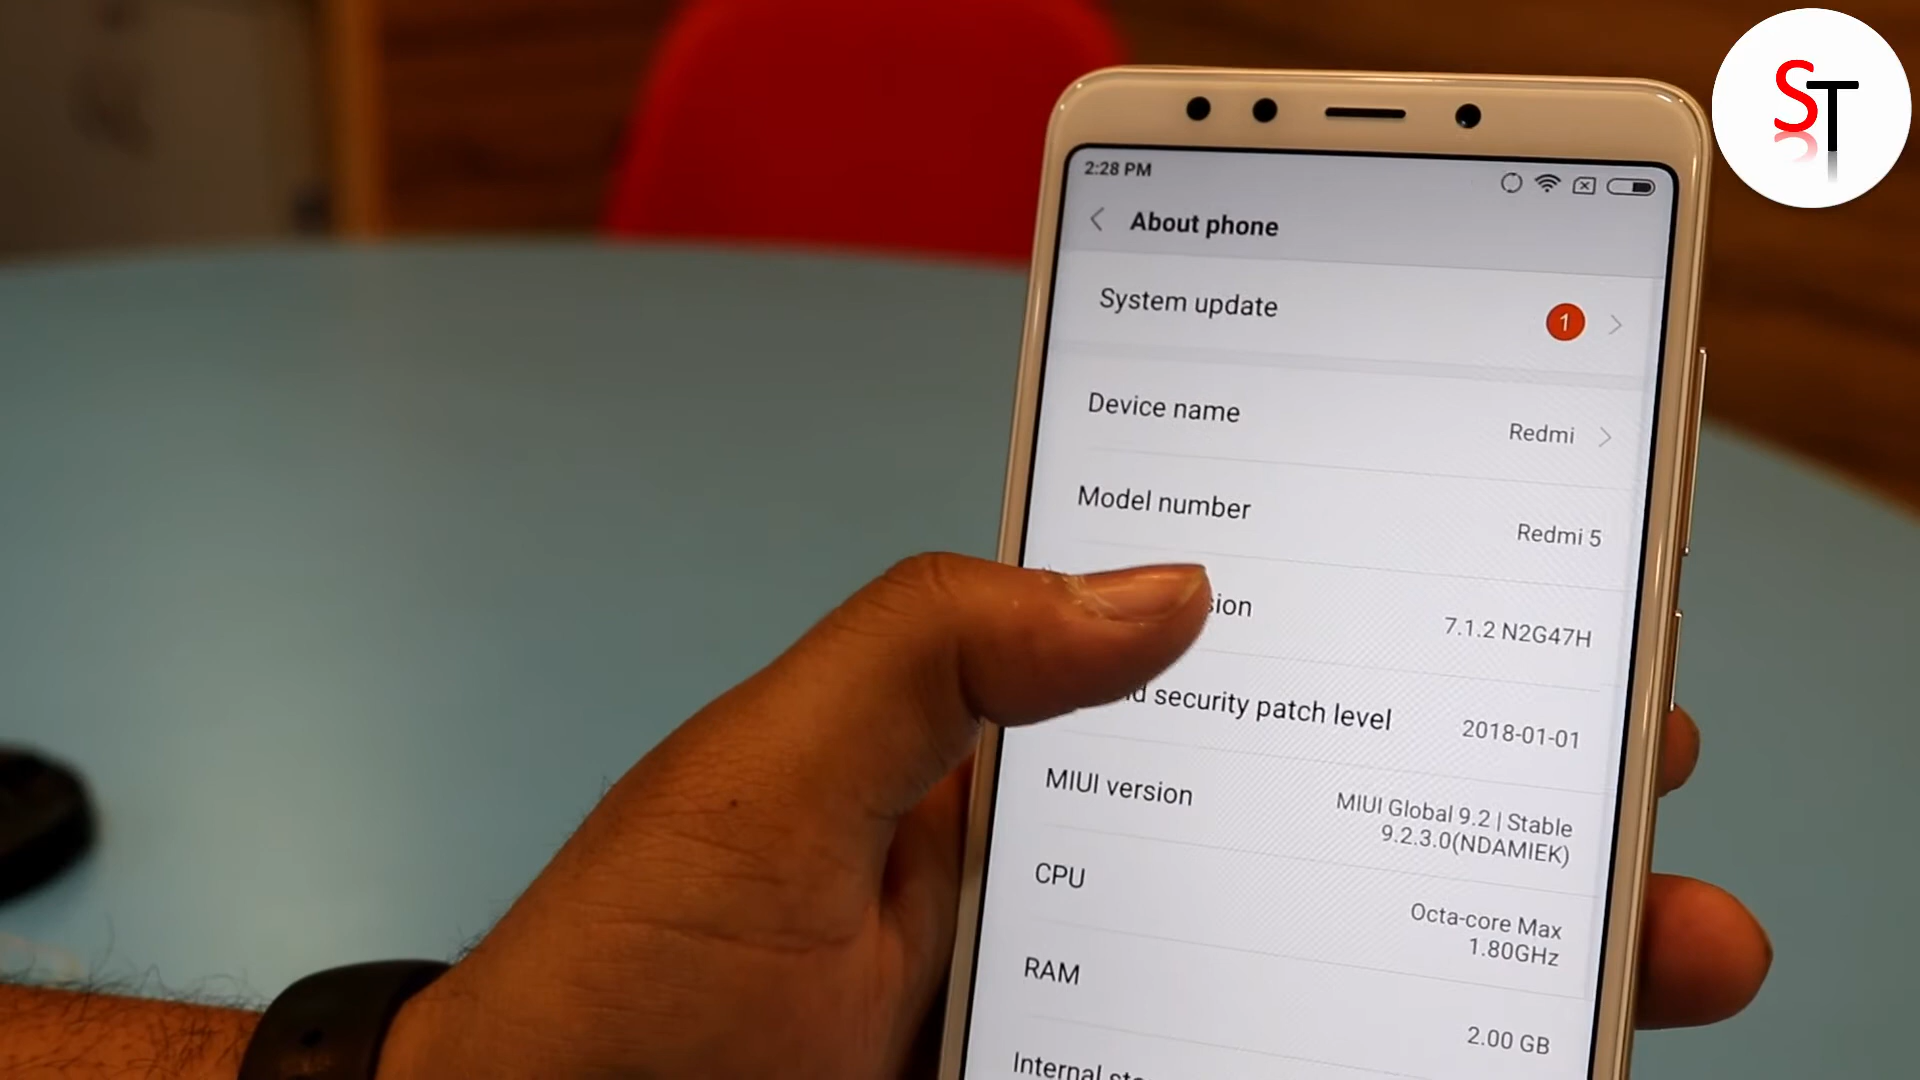 ST
2:28 PM
About phone
System update 1
Device name Redmi
Model number Redmi 5
sion 7.1.2 N2G47H
d security patch level 2018-01-01
MIUI version MIUI Global 9.2 | Stable
9.2.3.0(NDAMIEK)
CPU Octa-core Max
1.80GHz
RAM 2.00 GB
Internal